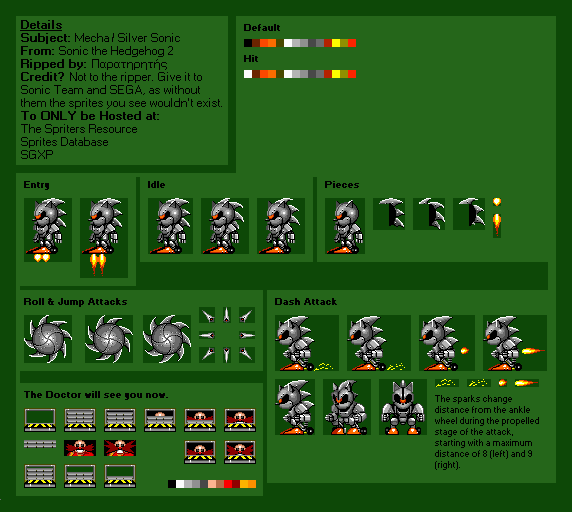 Details
Subject: Mecha/Silver Sonic
From: Sonic the Hedgehog 2
Ripped by: Παρατηρητής
Credit? Not to the ripper. Give it to
Sonic Team and SEGA, as without
them the sprites you see wouldn't exist.
To ONLY be Hosted at:
The Spriters Resource
Sprites Database
SGXP
Default
Hit
Entry
Idle
Pieces
Roll & Jump Attacks
Dash Attack
The sparks change
distance from the ankle
wheel during the propelled
stage of the attack,
starting with a maximum
distance of 8 (left) and 9
(right).
The Doctor will see you now.